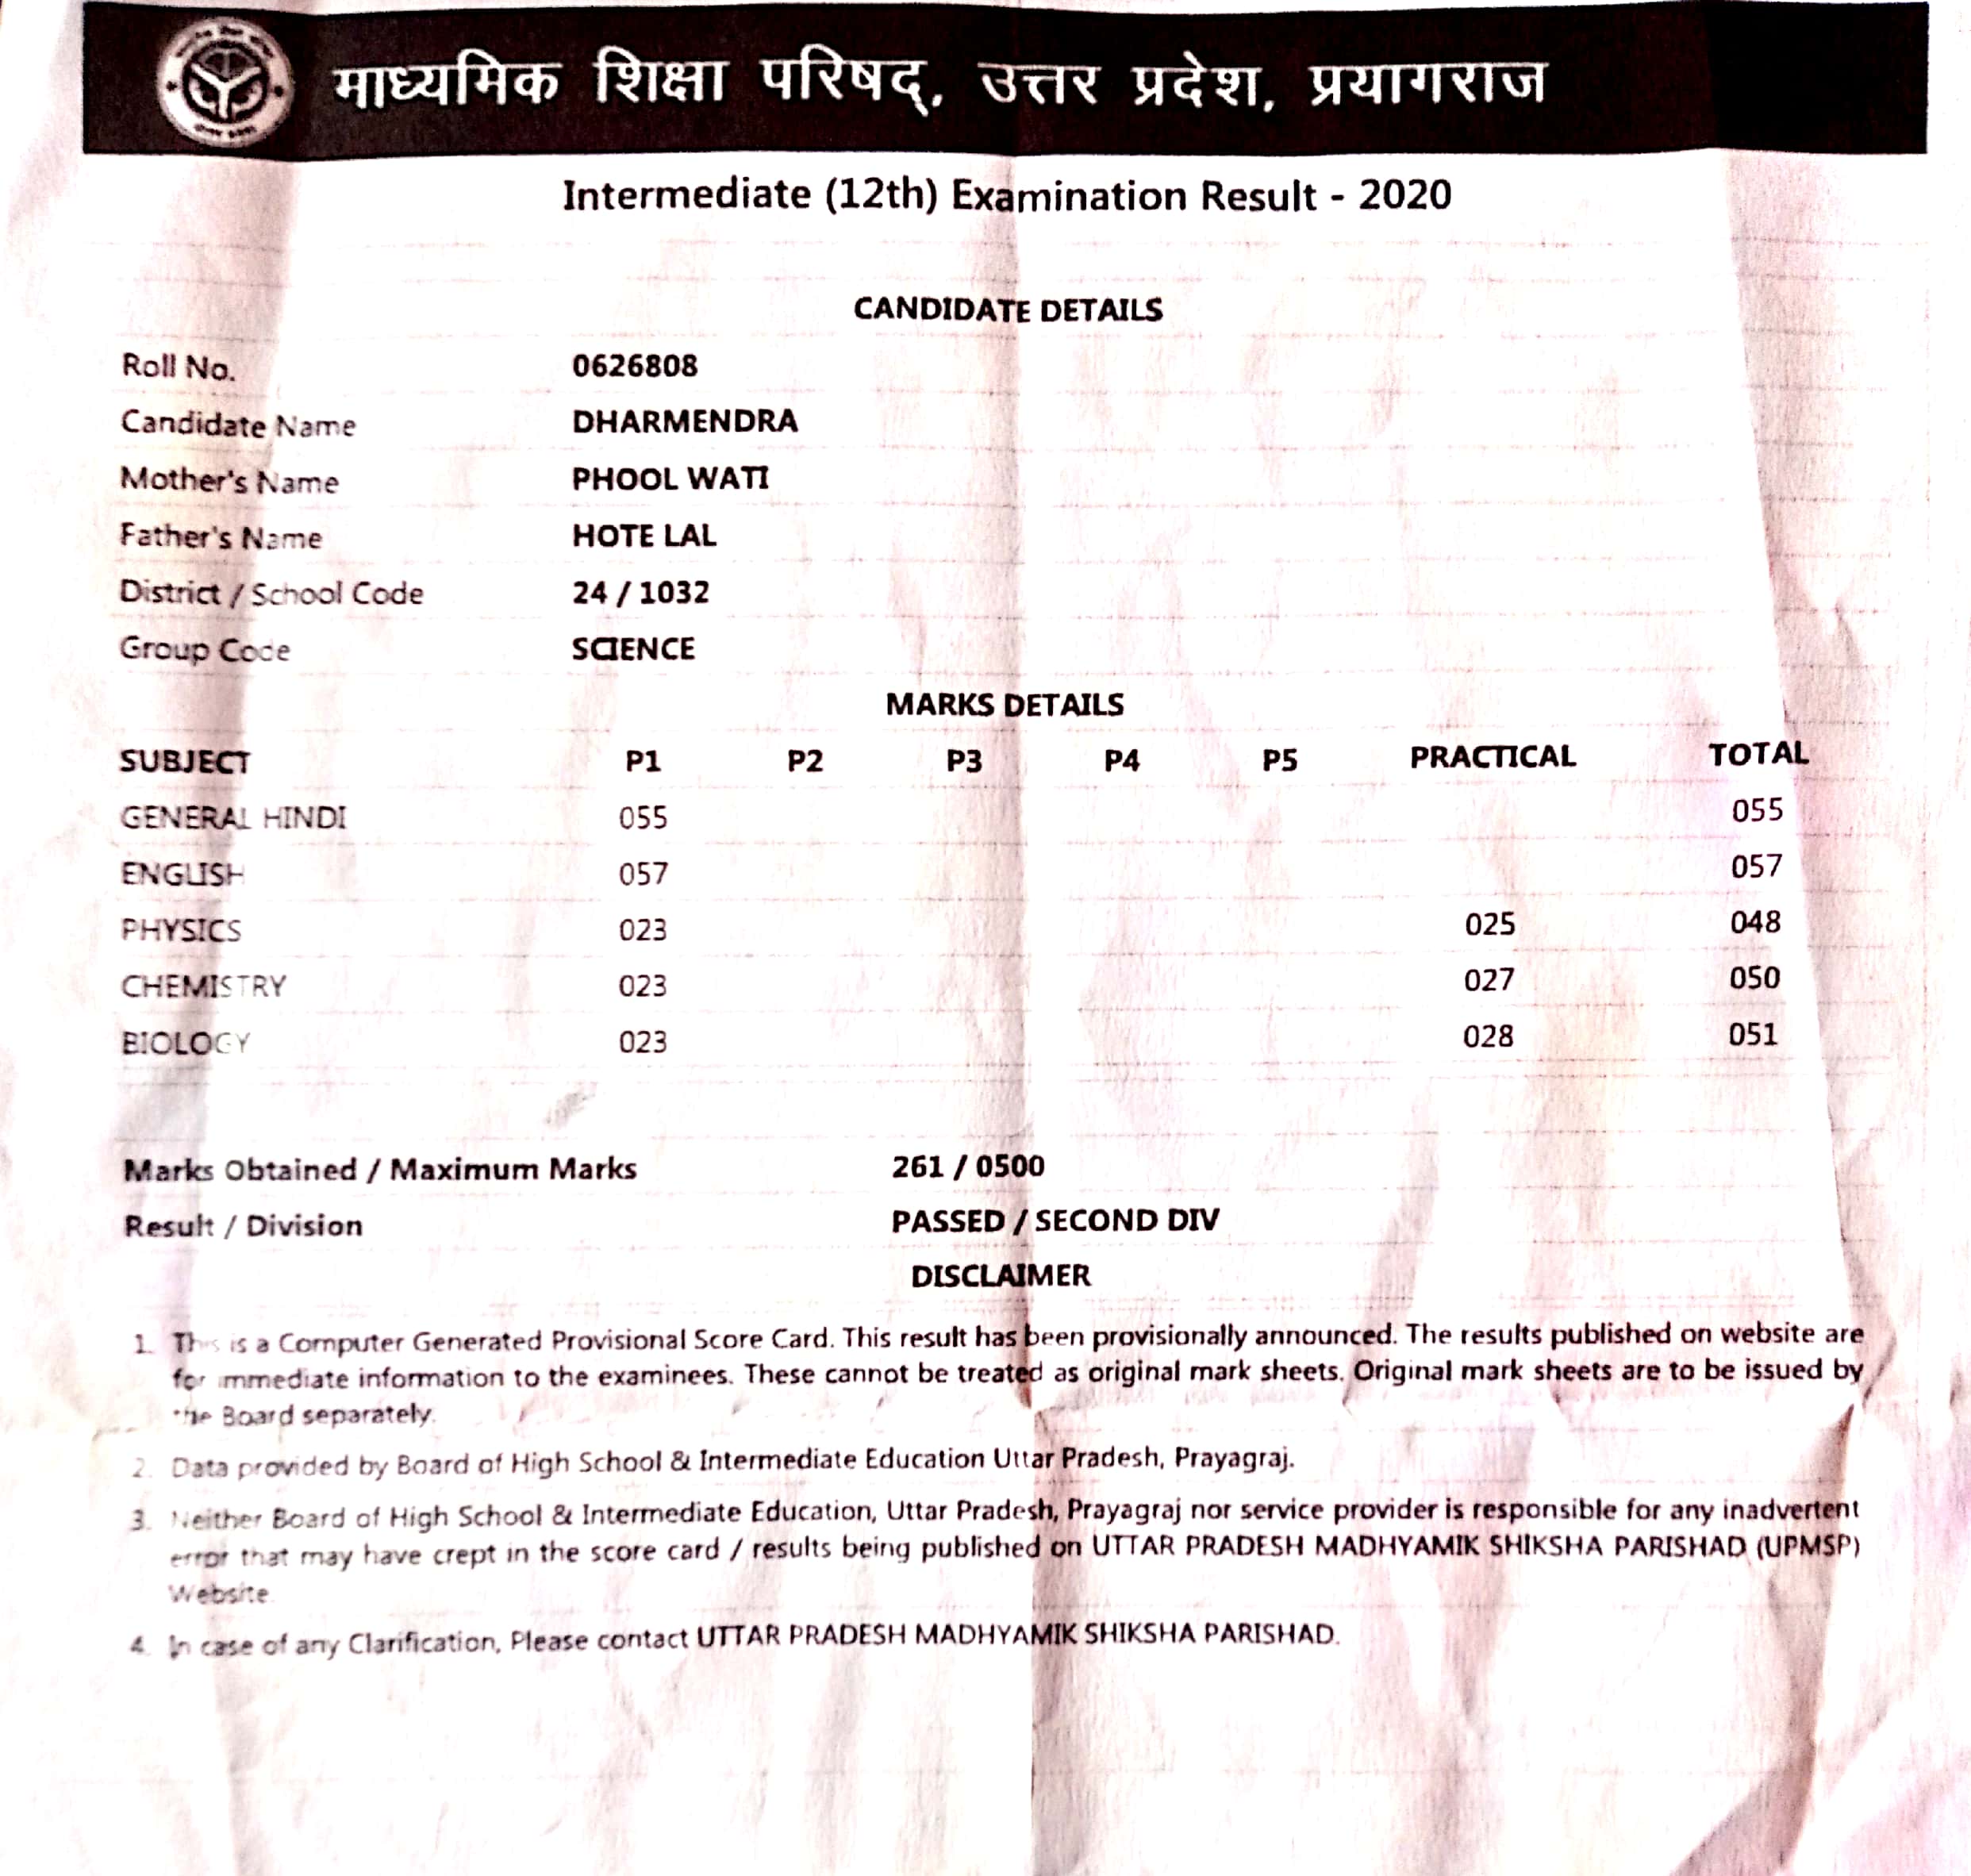 माध्यमिक शिक्षा परिषद्, उत्तर प्रदेश, प्रयागराज
Intermediate (12th) Examination Result - 2020
CANDIDATE DETAILS
Roll No. 0626808
Candidate Name DHARMENDRA
Mother's Name PHOOL WATI
Father's Name HOTE LAL
District / School Code 24 / 1032
Group Code SCIENCE
MARKS DETAILS
SUBJECT P1 P2 P3 P4 P5 PRACTICAL TOTAL
GENERAL HINDI 055 055
ENGLISH 057 057
PHYSICS 023 025 048
CHEMISTRY 023 027 050
BIOLOGY 023 028 051
Marks Obtained / Maximum Marks 261 / 0500
Result / Division PASSED / SECOND DIV
DISCLAIMER
1. This is a Computer Generated Provisional Score Card. This result has been provisionally announced. The results published on website are
for immediate information to the examinees. These cannot be treated as original mark sheets. Original mark sheets are to be issued by
the Board separately.
2. Data provided by Board of High School & Intermediate Education Uttar Pradesh, Prayagraj.
3. Neither Board of High School & Intermediate Education, Uttar Pradesh, Prayagraj nor service provider is responsible for any inadvertent
error that may have crept in the score card / results being published on UTTAR PRADESH MADHYAMIK SHIKSHA PARISHAD (UPMSP)
Website.
4. In case of any Clarification, Please contact UTTAR PRADESH MADHYAMIK SHIKSHA PARISHAD.